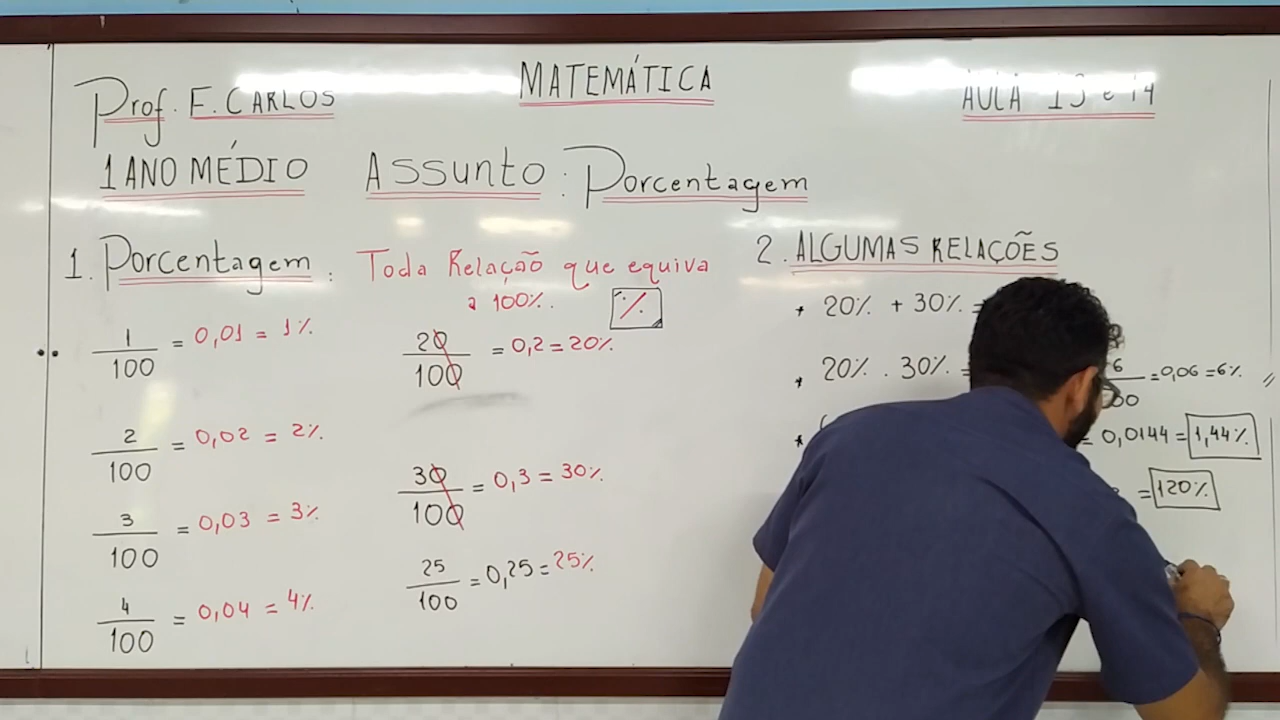 Prof. E. CARLOS
MATEMÁTICA
AULA 13 e 14
1 ANO MÉDIO
ASSUNTO : Porcentagem
1. Porcentagem : Toda Relação que equiva
a 100%. %
1/100 = 0,01 = 1%
2/100 = 0,02 = 2%
3/100 = 0,03 = 3%
4/100 = 0,04 = 4%
20/100 = 0,2 = 20%
30/100 = 0,3 = 30%
25/100 = 0,25 = 25%
2. ALGUMAS RELAÇÕES
* 20% + 30% =
* 20% . 30% = 6/100 = 0,06 = 6% //
* = 0,0144 = 1,44%
= 120%